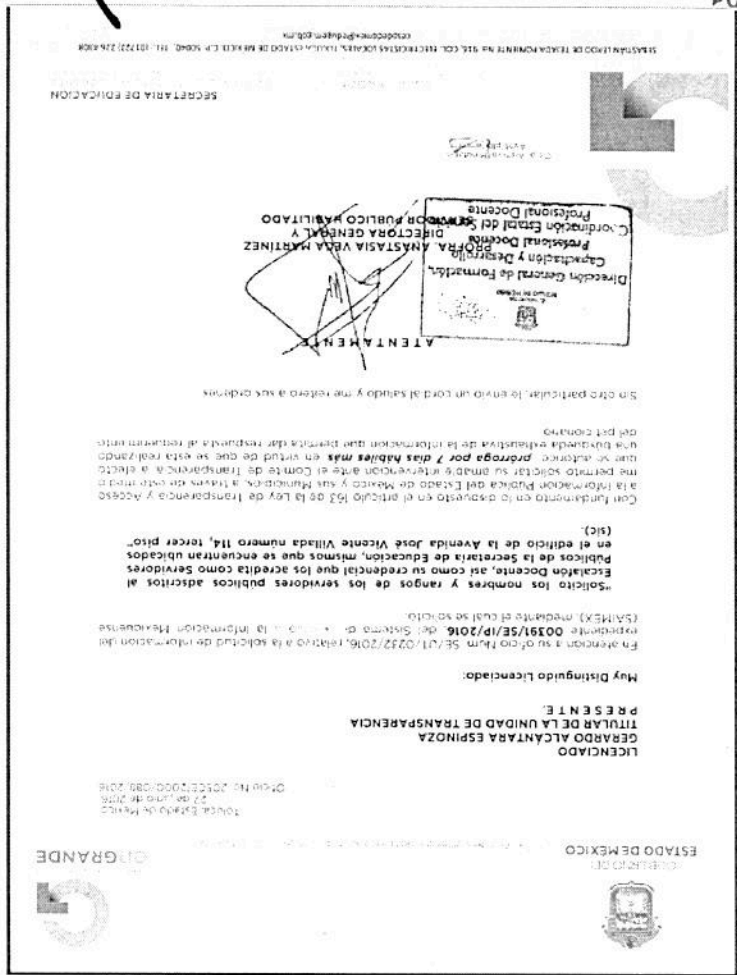 GOBIERNO DEL
ESTADO DE MÉXICO
GRANDE
Toluca, Estado de México
27 de junio de 2016
Oficio No. 205CE2000/089/2016
LICENCIADO
GERARDO ALCÁNTARA ESPINOZA
TITULAR DE LA UNIDAD DE TRANSPARENCIA
P R E S E N T E.
Muy Distinguido Licenciado:
En atención a su oficio Num. SE/UT/0232/2016, relativo a la solicitud de información del
expediente 00391/SE/IP/2016 del Sistema de la Información Mexiquense
(SAIMEX), mediante el cual se solicito:
"Solicito los nombres y rangos de los servidores públicos adscritos al
Escalafón Docente, así como su credencial que los acredita como Servidores
Públicos de la Secretaría de Educación, mismos que se encuentran ubicados
en el edificio de la Avenida José Vicente Villada número 114, tercer piso"
(sic).
Con fundamento en lo dispuesto en el artículo 163 de la Ley de Transparencia y Acceso
a la Información Pública del Estado de México y sus Municipios, a través de este medio
me permito solicitar su amable intervención ante el Comité de Transparencia a efecto
que se autorice prórroga por 7 días hábiles más en virtud de que se está realizando
una búsqueda exhaustiva de la información que permita dar respuesta al requerimiento
del peticionario
Sin otro particular, le envío un cordial saludo y me reitero a sus órdenes
A T E N T A M E N T E
Dirección General de Formación,
Capacitación y Desarrollo
Profesional Docente
Coordinación Estatal del Servicio
Profesional Docente
PROFRA. ANASTASIA VEGA MARTÍNEZ
DIRECTORA GENERAL Y
SERVIDOR PÚBLICO HABILITADO
SECRETARÍA DE EDUCACIÓN
SEBASTIÁN LERDO DE TEJADA PONIENTE No. 916, COL. ELECTRICISTAS LOCALES, TOLUCA, ESTADO DE MÉXICO, C.P. 50040, TEL. (01722) 226